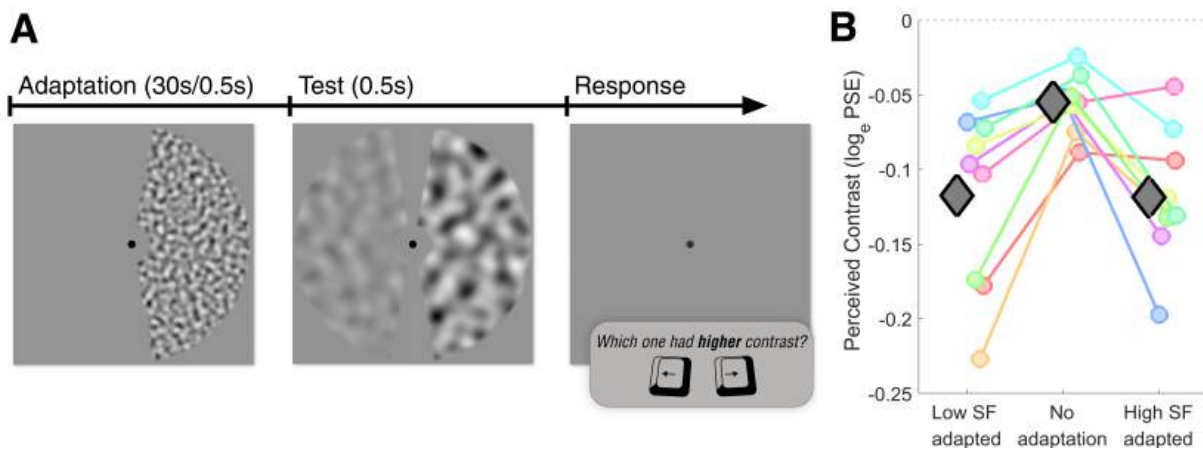 A
Adaptation (30s/0.5s)
Test (0.5s)
Response
Which one had higher contrast?
←
→
B
Perceived Contrast (logₑ PSE)
0
-0.05
-0.1
-0.15
-0.2
-0.25
Low SF
adapted
No
adaptation
High SF
adapted